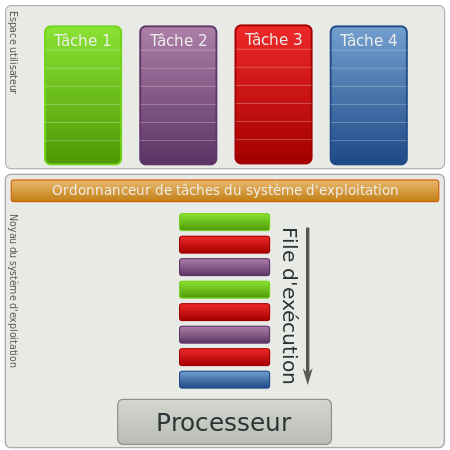 Espace utilisateur
Tâche 1
Tâche 2
Tâche 3
Tâche 4
Ordonnanceur de tâches du système d'exploitation
Noyau du système d'exploitation
File d'exécution
Processeur